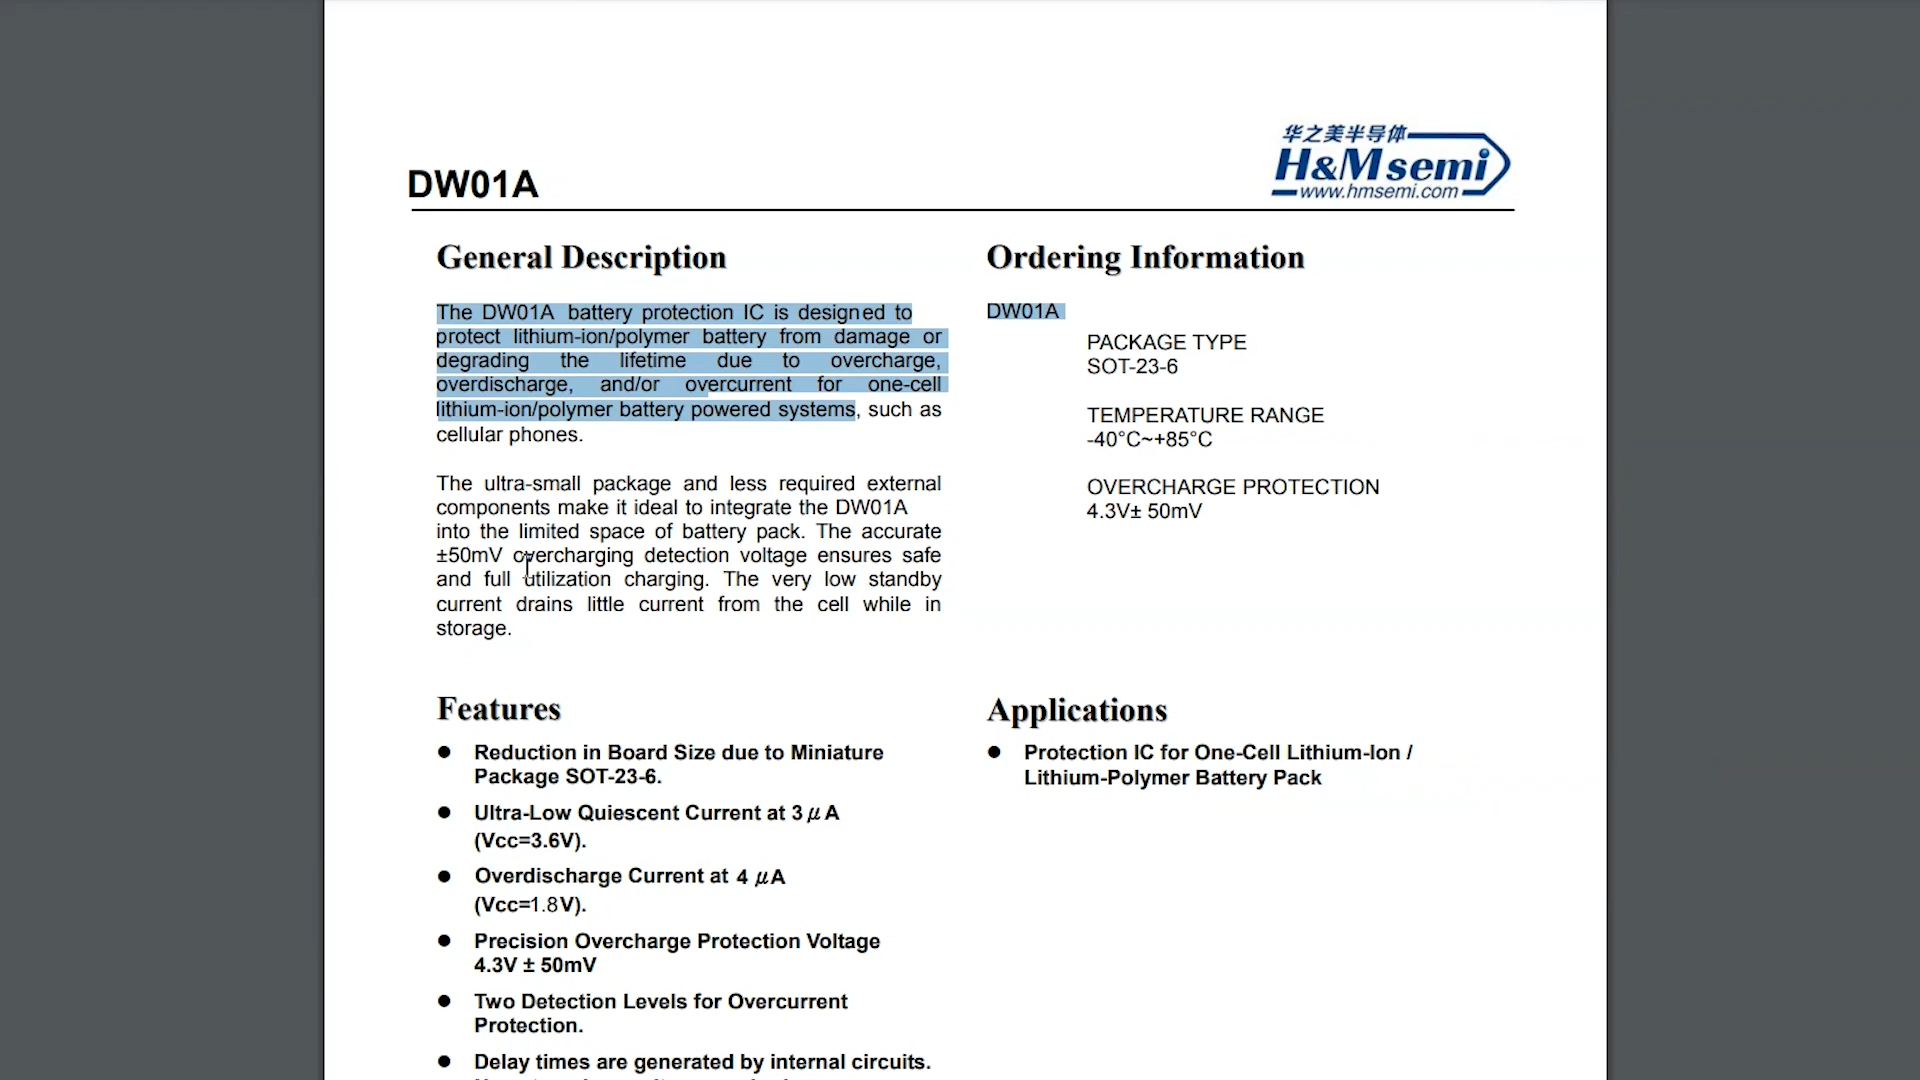 华之美半导体
H&M semi
www.hmsemi.com
DW01A
General Description
The DW01A battery protection IC is designed to
protect lithium-ion/polymer battery from damage or
degrading the lifetime due to overcharge,
overdischarge, and/or overcurrent for one-cell
lithium-ion/polymer battery powered systems, such as
cellular phones.
The ultra-small package and less required external
components make it ideal to integrate the DW01A
into the limited space of battery pack. The accurate
±50mV overcharging detection voltage ensures safe
and full utilization charging. The very low standby
current drains little current from the cell while in
storage.
Ordering Information
DW01A
PACKAGE TYPE
SOT-23-6
TEMPERATURE RANGE
-40°C~+85°C
OVERCHARGE PROTECTION
4.3V± 50mV
Features
● Reduction in Board Size due to Miniature
Package SOT-23-6.
● Ultra-Low Quiescent Current at 3μA
(Vcc=3.6V).
● Overdischarge Current at 4 μA
(Vcc=1.8V).
● Precision Overcharge Protection Voltage
4.3V ± 50mV
● Two Detection Levels for Overcurrent
Protection.
● Delay times are generated by internal circuits.
Applications
● Protection IC for One-Cell Lithium-Ion /
Lithium-Polymer Battery Pack